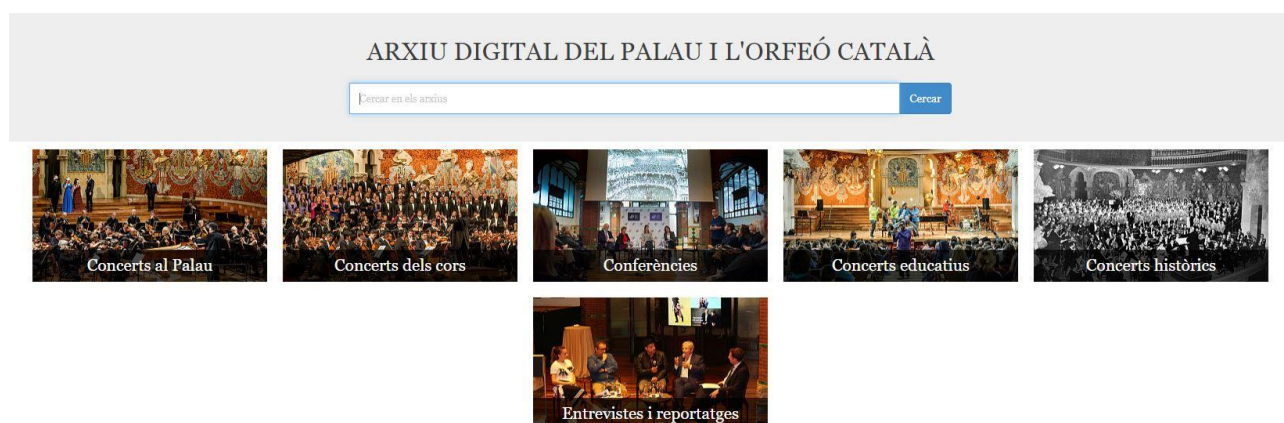 ARXIU DIGITAL DEL PALAU I L'ORFEÓ CATALÀ
Cercar en els arxius
Cercar
Concerts al Palau
Concerts dels cors
Conferències
Concerts educatius
Concerts històrics
Entrevistes i reportatges